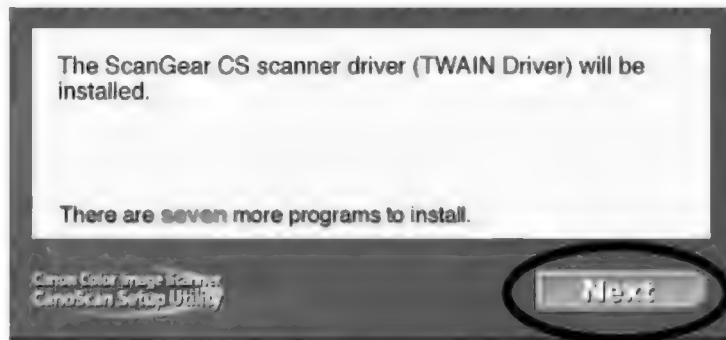 The ScanGear CS scanner driver (TWAIN Driver) will be
installed.
There are seven more programs to install.
Canon Color Image Scanner
CanoScan Setup Utility
Next